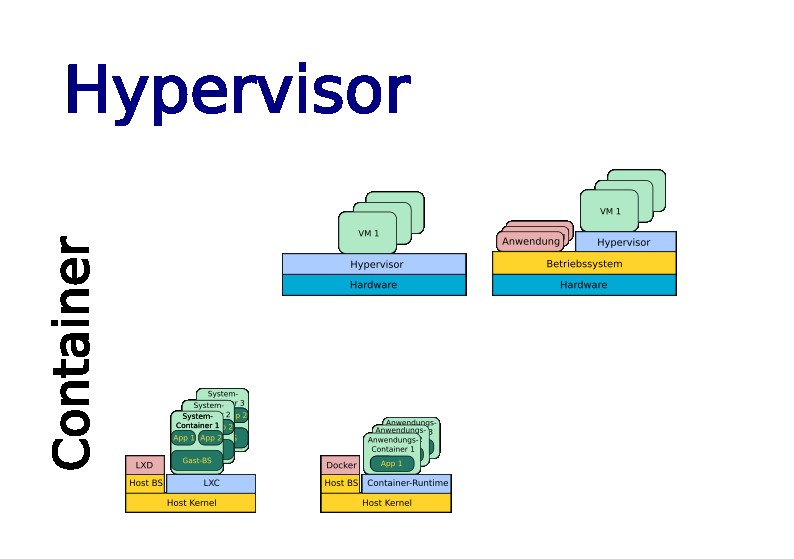 Hypervisor
VM 1
Hypervisor
Hardware
VM 1
Anwendung
Hypervisor
Betriebssystem
Hardware
Container
System-
r 3
System-
2
p 2
System-
Container 1
App 1
App 2
Gast-BS
LXD
Host BS
LXC
Host Kernel
Anwendungs-
3
Anwendungs-
Anwendungs-
Container 1
App 1
Docker
Host BS
Container-Runtime
Host Kernel